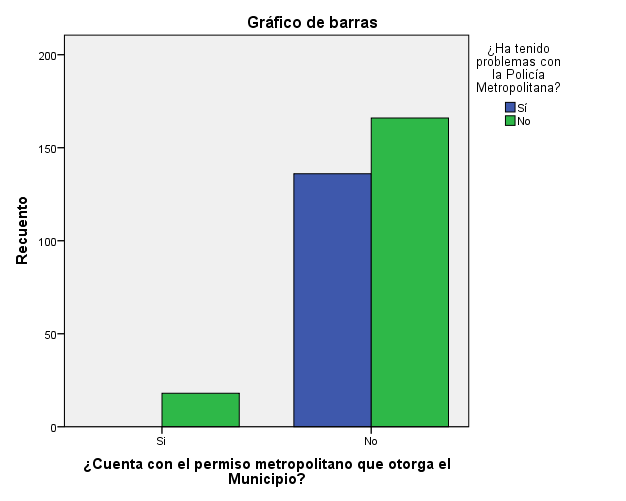 Gráfico de barras
¿Ha tenido
problemas con
la Policía
Metropolitana?
Sí
No
200
150
100
50
0
Recuento
Si
No
¿Cuenta con el permiso metropolitano que otorga el
Municipio?